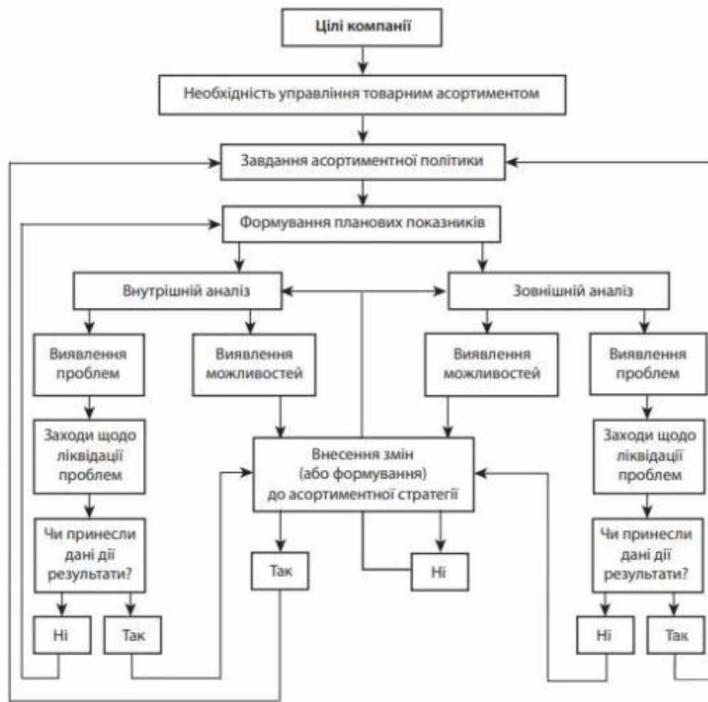 Цілі компанії
Необхідність управління товарним асортиментом
Завдання асортиментної політики
Формування планових показників
Внутрішній аналіз
Зовнішній аналіз
Виявлення
проблем
Виявлення
можливостей
Виявлення
можливостей
Виявлення
проблем
Заходи щодо
ліквідації
проблем
Внесення змін
(або формування)
до асортиментної стратегії
Заходи щодо
ліквідації
проблем
Чи принесли
дані дії
результати?
Так
Ні
Чи принесли
дані дії
результати?
Ні
Так
Ні
Так